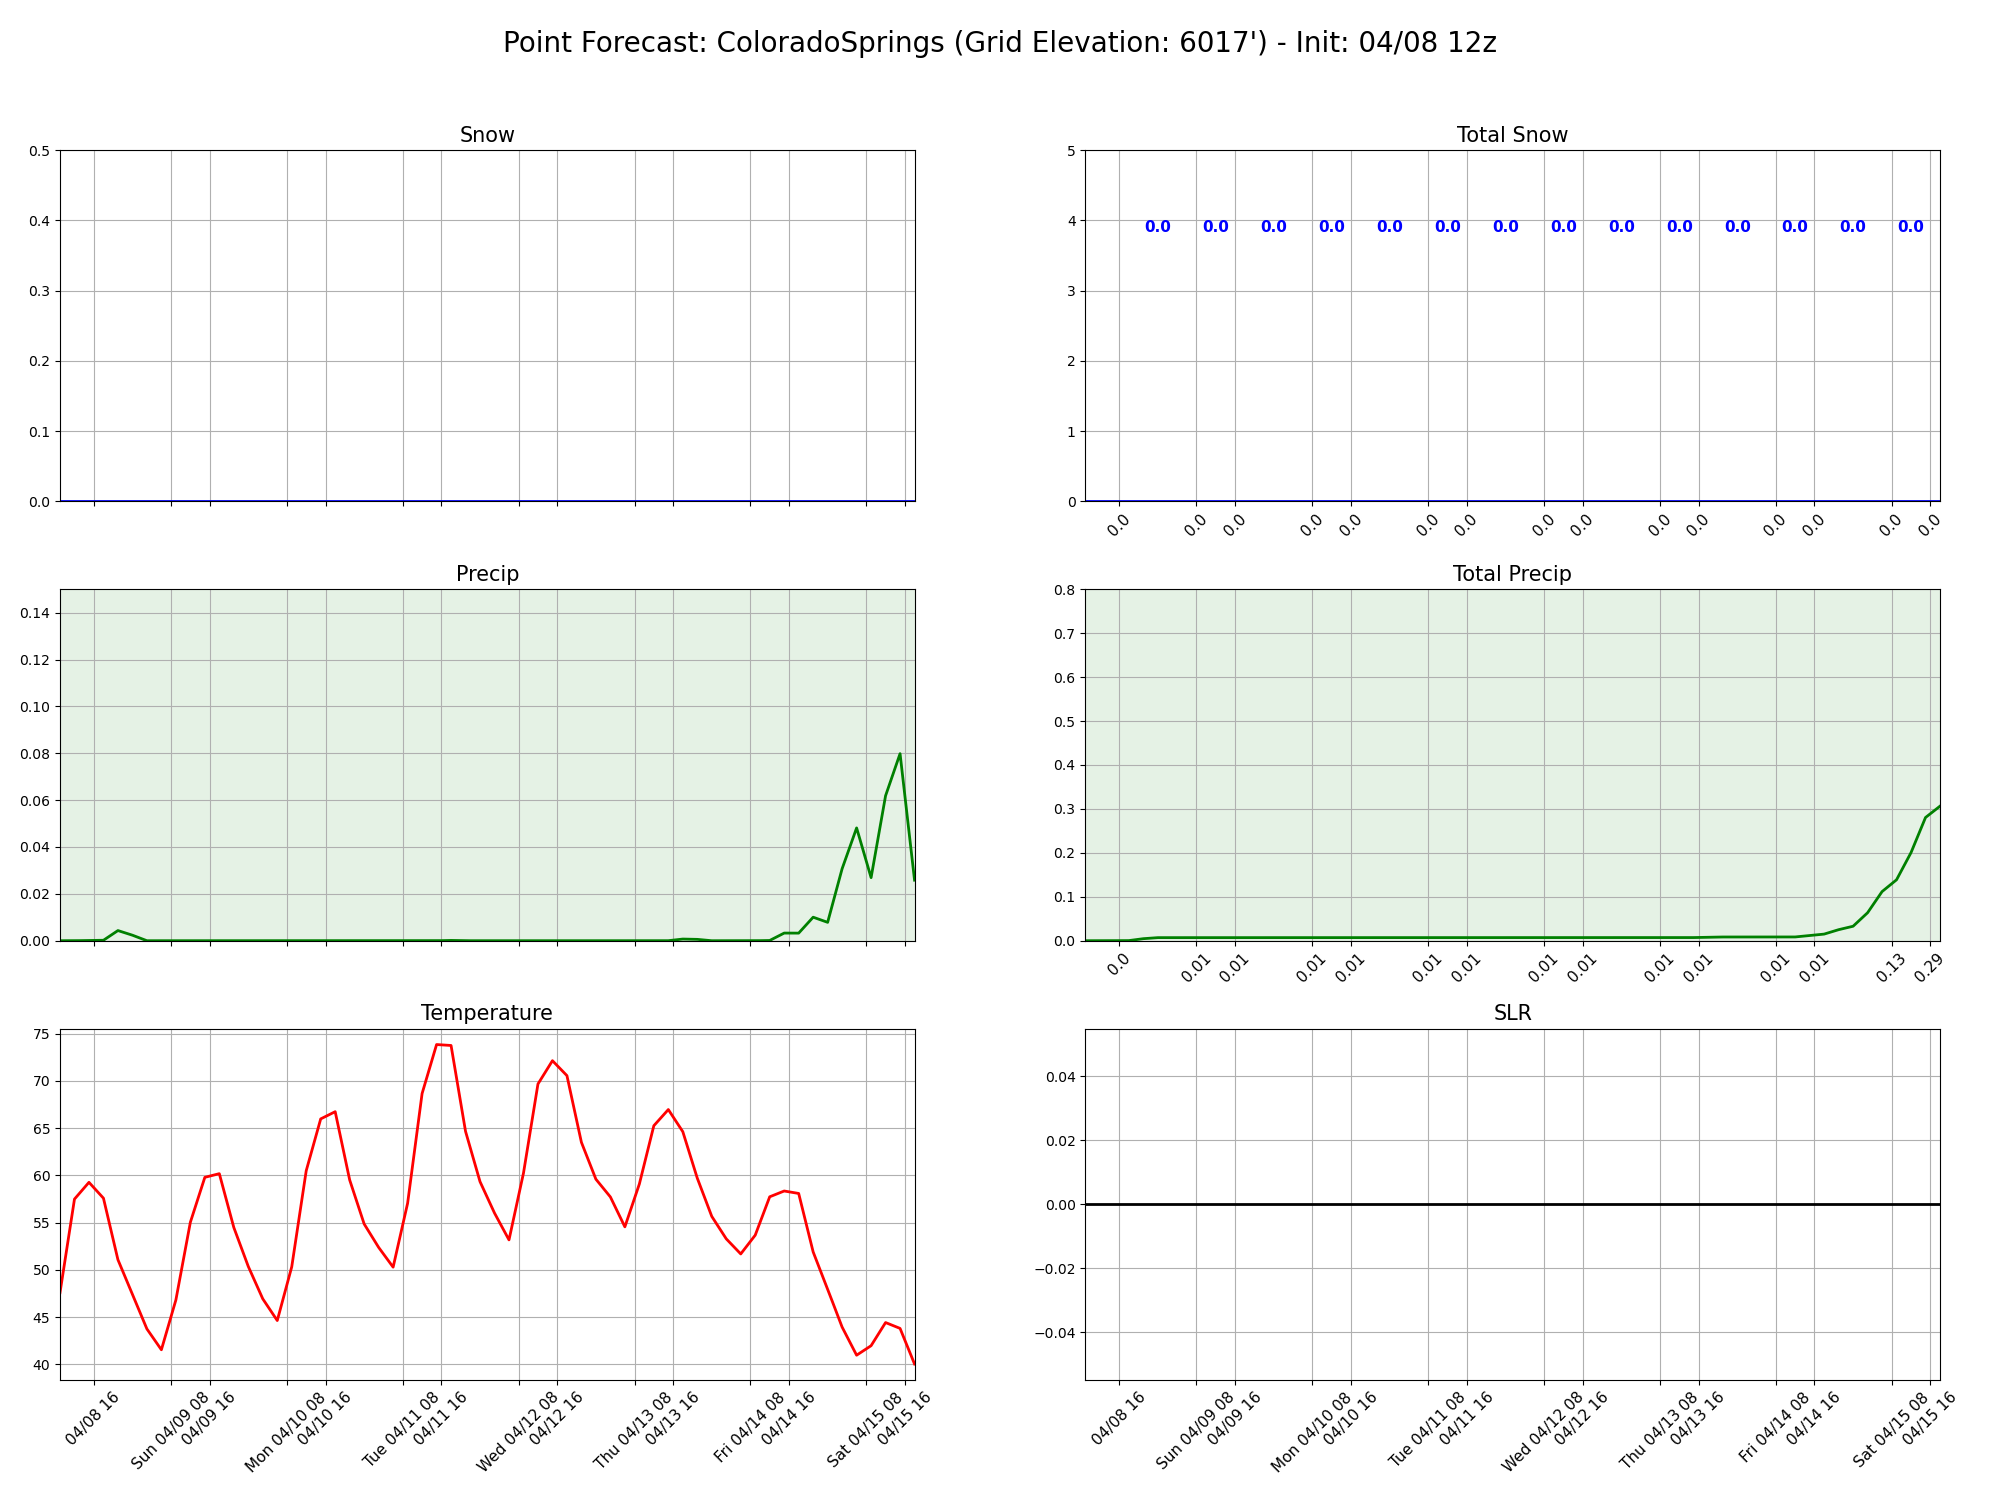 Point Forecast: ColoradoSprings (Grid Elevation: 6017') - Init: 04/08 12z
Snow
0.5
0.4
0.3
0.2
0.1
0.0
Total Snow
5
4
3
2
1
0
0.0 0.0 0.0 0.0 0.0 0.0 0.0 0.0 0.0 0.0 0.0 0.0 0.0 0.0
0.0 0.0 0.0 0.0 0.0 0.0 0.0 0.0 0.0 0.0 0.0 0.0 0.0 0.0 0.0
Precip
0.14
0.12
0.10
0.08
0.06
0.04
0.02
0.00
Total Precip
0.8
0.7
0.6
0.5
0.4
0.3
0.2
0.1
0.0
0.0 0.01 0.01 0.01 0.01 0.01 0.01 0.01 0.01 0.01 0.01 0.01 0.01 0.13 0.29
Temperature
75
70
65
60
55
50
45
40
04/08 16
Sun 04/09 08
04/09 16
Mon 04/10 08
04/10 16
Tue 04/11 08
04/11 16
Wed 04/12 08
04/12 16
Thu 04/13 08
04/13 16
Fri 04/14 08
04/14 16
Sat 04/15 08
04/15 16
SLR
0.04
0.02
0.00
−0.02
−0.04
04/08 16
Sun 04/09 08
04/09 16
Mon 04/10 08
04/10 16
Tue 04/11 08
04/11 16
Wed 04/12 08
04/12 16
Thu 04/13 08
04/13 16
Fri 04/14 08
04/14 16
Sat 04/15 08
04/15 16